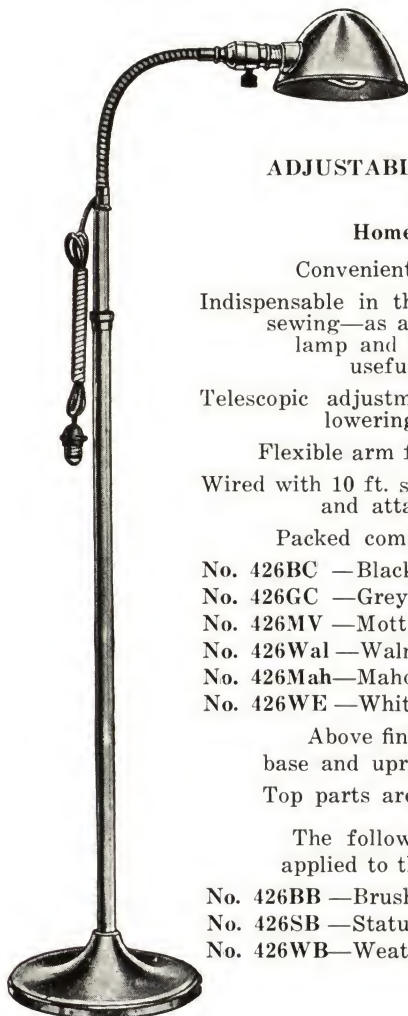 ADJUSTABL
Home
Convenient
Indispensable in th
sewing—as a
lamp and
usefu
Telescopic adjustm
lowering
Flexible arm f
Wired with 10 ft. s
and atta
Packed com
No. 426BC —Black
No. 426GC —Grey
No. 426MV —Mott
No. 426Wal —Waln
No. 426Mah—Maho
No. 426WE —Whit
Above fin
base and upr
Top parts are
The follow
applied to th
No. 426BB —Brush
No. 426SB —Statu
No. 426WB—Weat